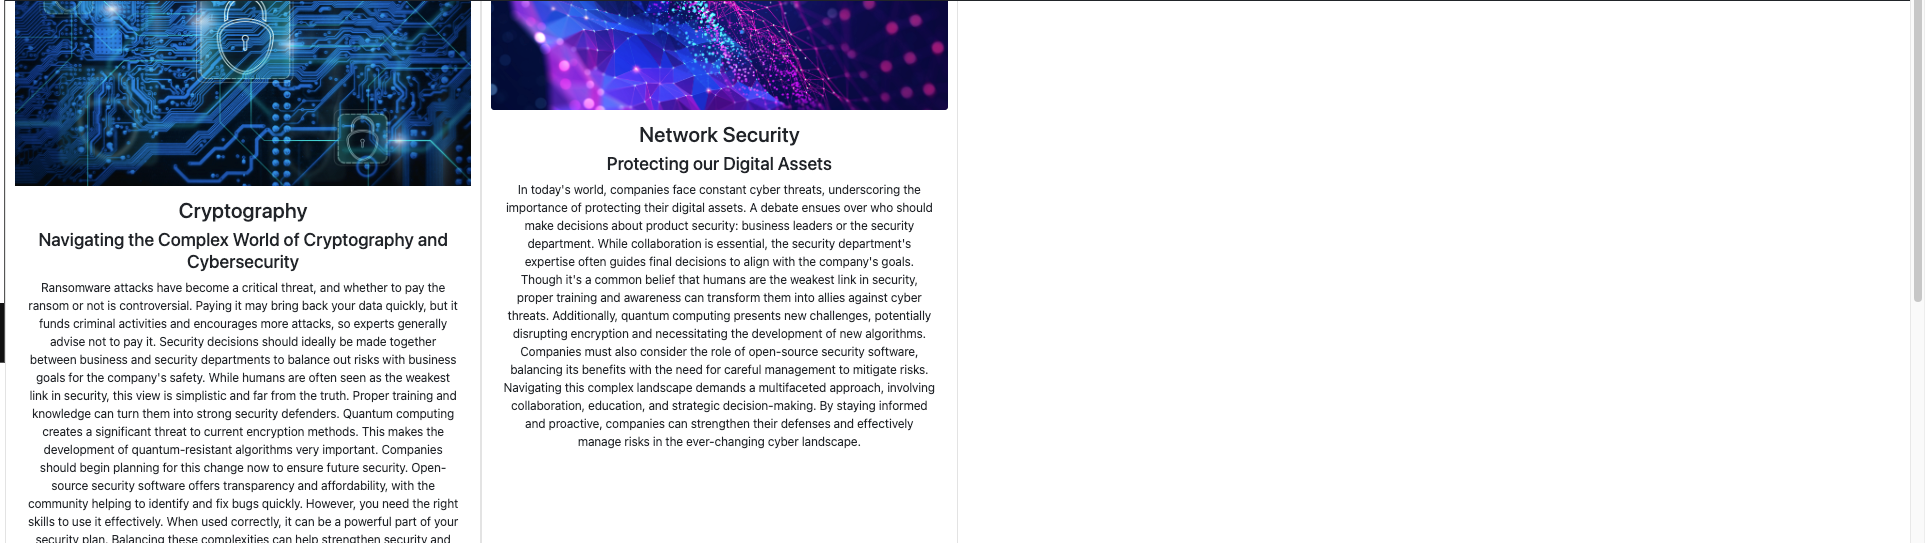 Cryptography
Navigating the Complex World of Cryptography and
Cybersecurity
Ransomware attacks have become a critical threat, and whether to pay the
ransom or not is controversial. Paying it may bring back your data quickly, but it
funds criminal activities and encourages more attacks, so experts generally
advise not to pay it. Security decisions should ideally be made together
between business and security departments to balance out risks with business
goals for the company's safety. While humans are often seen as the weakest
link in security, this view is simplistic and far from the truth. Proper training and
knowledge can turn them into strong security defenders. Quantum computing
creates a significant threat to current encryption methods. This makes the
development of quantum-resistant algorithms very important. Companies
should begin planning for this change now to ensure future security. Open-
source security software offers transparency and affordability, with the
community helping to identify and fix bugs quickly. However, you need the right
skills to use it effectively. When used correctly, it can be a powerful part of your
security plan. Balancing these complexities can help strengthen security and
Network Security
Protecting our Digital Assets
In today's world, companies face constant cyber threats, underscoring the
importance of protecting their digital assets. A debate ensues over who should
make decisions about product security: business leaders or the security
department. While collaboration is essential, the security department's
expertise often guides final decisions to align with the company's goals.
Though it's a common belief that humans are the weakest link in security,
proper training and awareness can transform them into allies against cyber
threats. Additionally, quantum computing presents new challenges, potentially
disrupting encryption and necessitating the development of new algorithms.
Companies must also consider the role of open-source security software,
balancing its benefits with the need for careful management to mitigate risks.
Navigating this complex landscape demands a multifaceted approach, involving
collaboration, education, and strategic decision-making. By staying informed
and proactive, companies can strengthen their defenses and effectively
manage risks in the ever-changing cyber landscape.